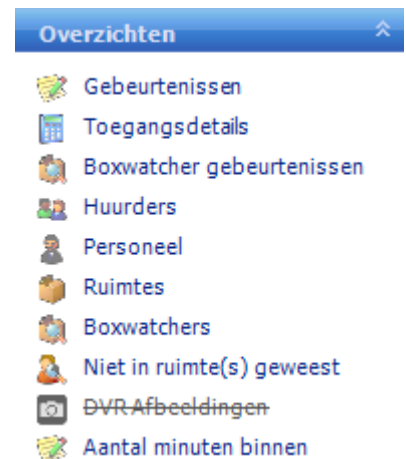 Overzichten
Gebeurtenissen
Toegangsdetails
Boxwatcher gebeurtenissen
Huurders
Personeel
Ruimtes
Boxwatchers
Niet in ruimte(s) geweest
DVR Afbeeldingen
Aantal minuten binnen